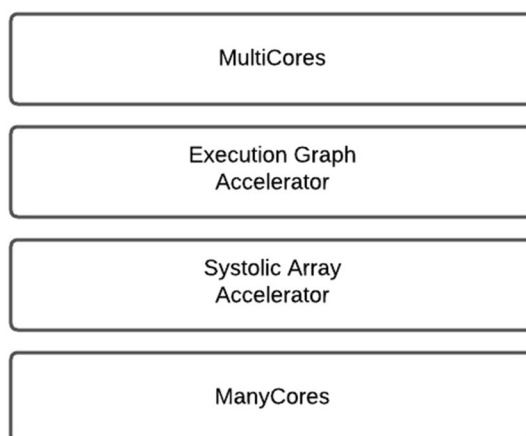 MultiCores
Execution Graph
Accelerator
Systolic Array
Accelerator
ManyCores